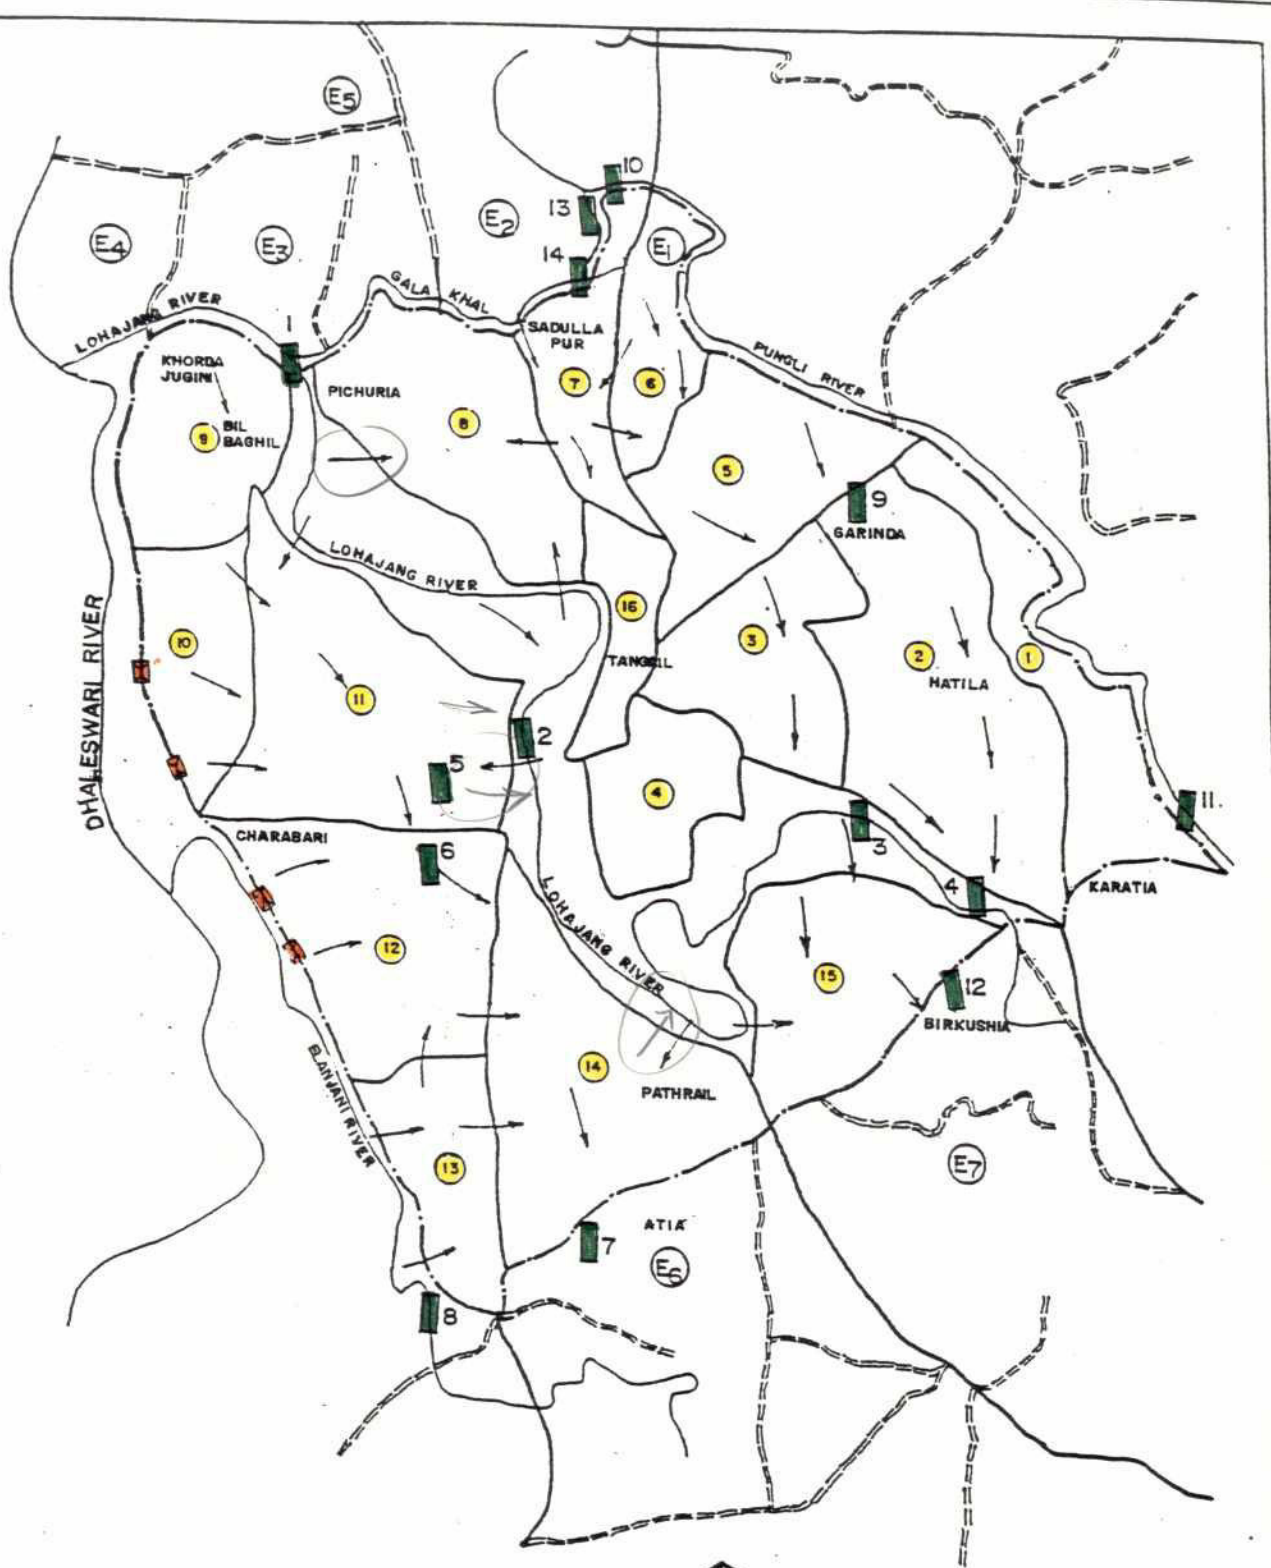 E5
10
13
E2
E4
E3
E1
14
GALA KHAL
LOHAJANG RIVER
1
SADULLA
PUR
KHORDA
JUGINI
PUNGLI RIVER
7
6
PICHURIA
8
9
BIL
BAGHIL
5
9
GARINDA
LOHAJANG RIVER
16
10
3
2
1
TANGAIL
HATILA
11
DHALESWARI RIVER
2
5
4
11.
CHARABARI
3
6
4
KARATIA
LOHAJANG RIVER
12
15
12
BIRKUSHIA
14
PATHRAIL
BANJANI RIVER
13
E7
ATIA
7
E6
8